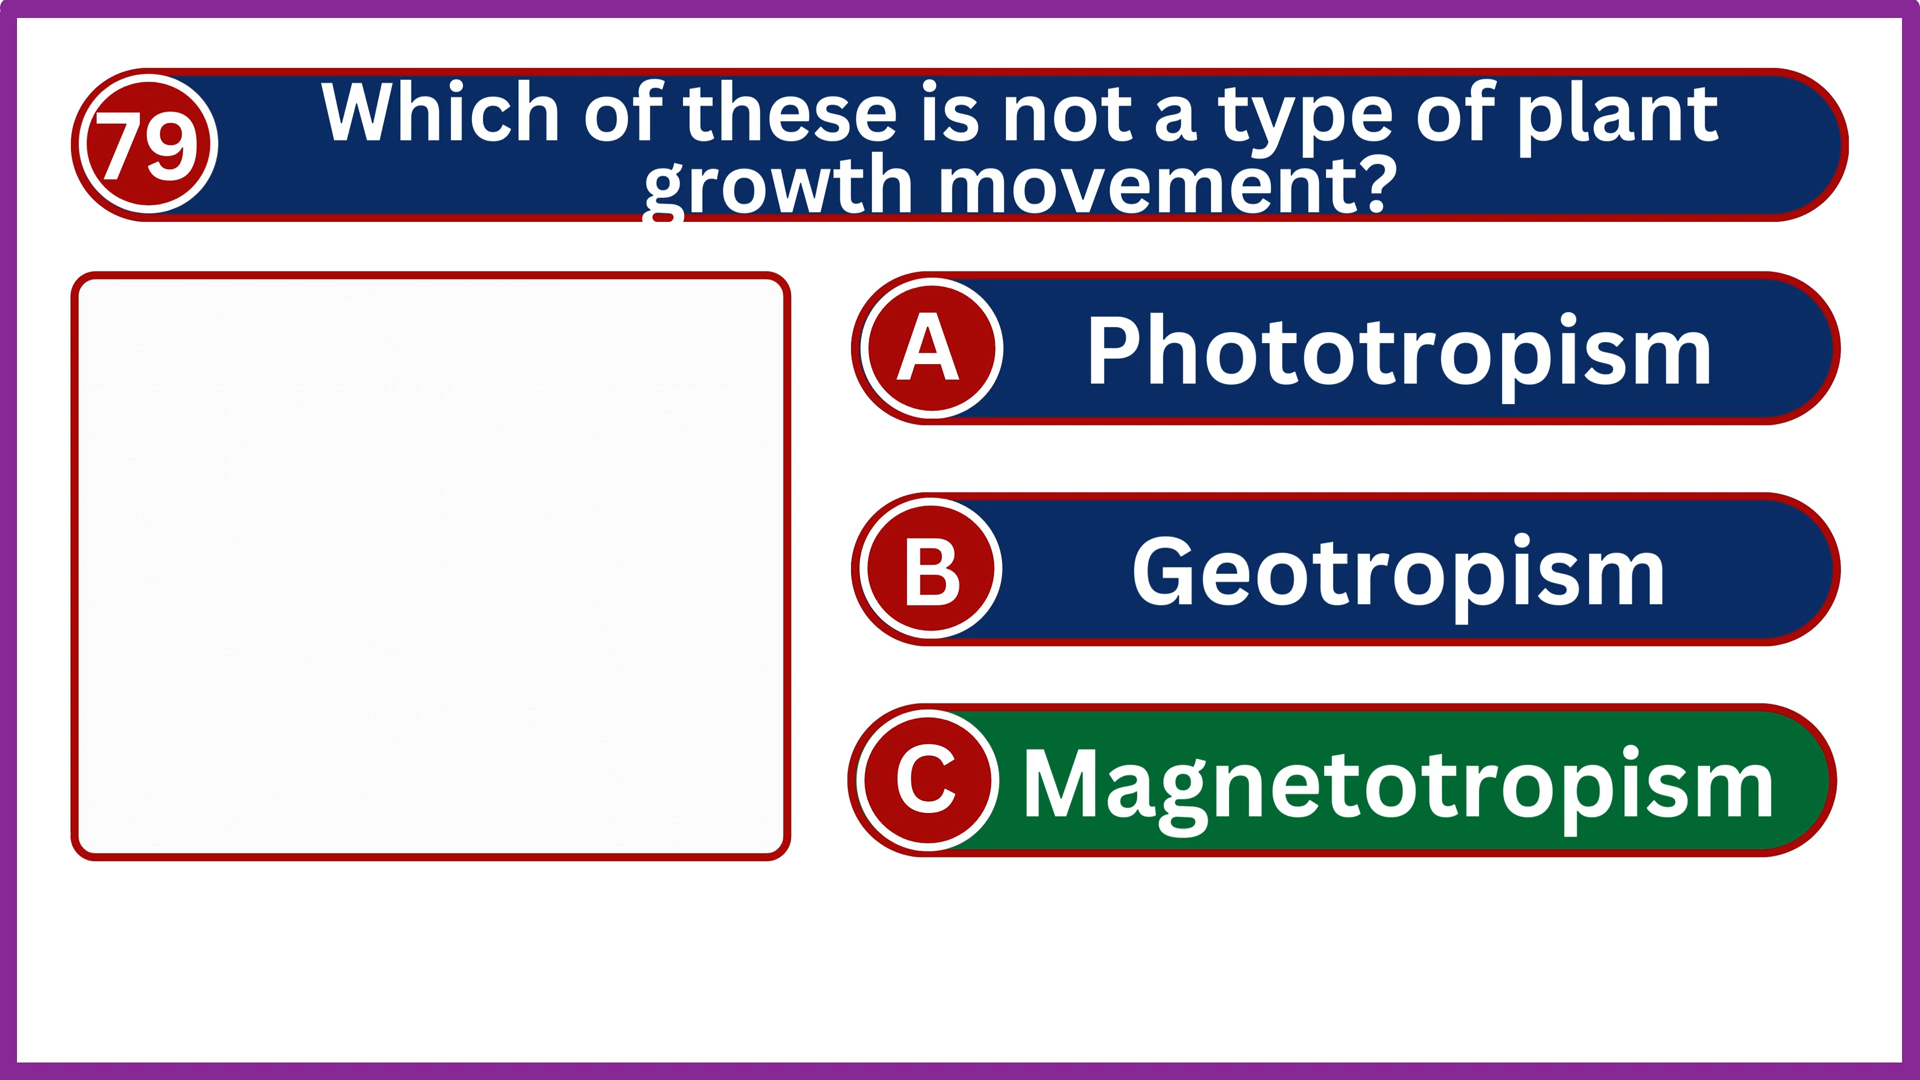 79
Which of these is not a type of plant
growth movement?
A
Phototropism
B
Geotropism
C
Magnetotropism